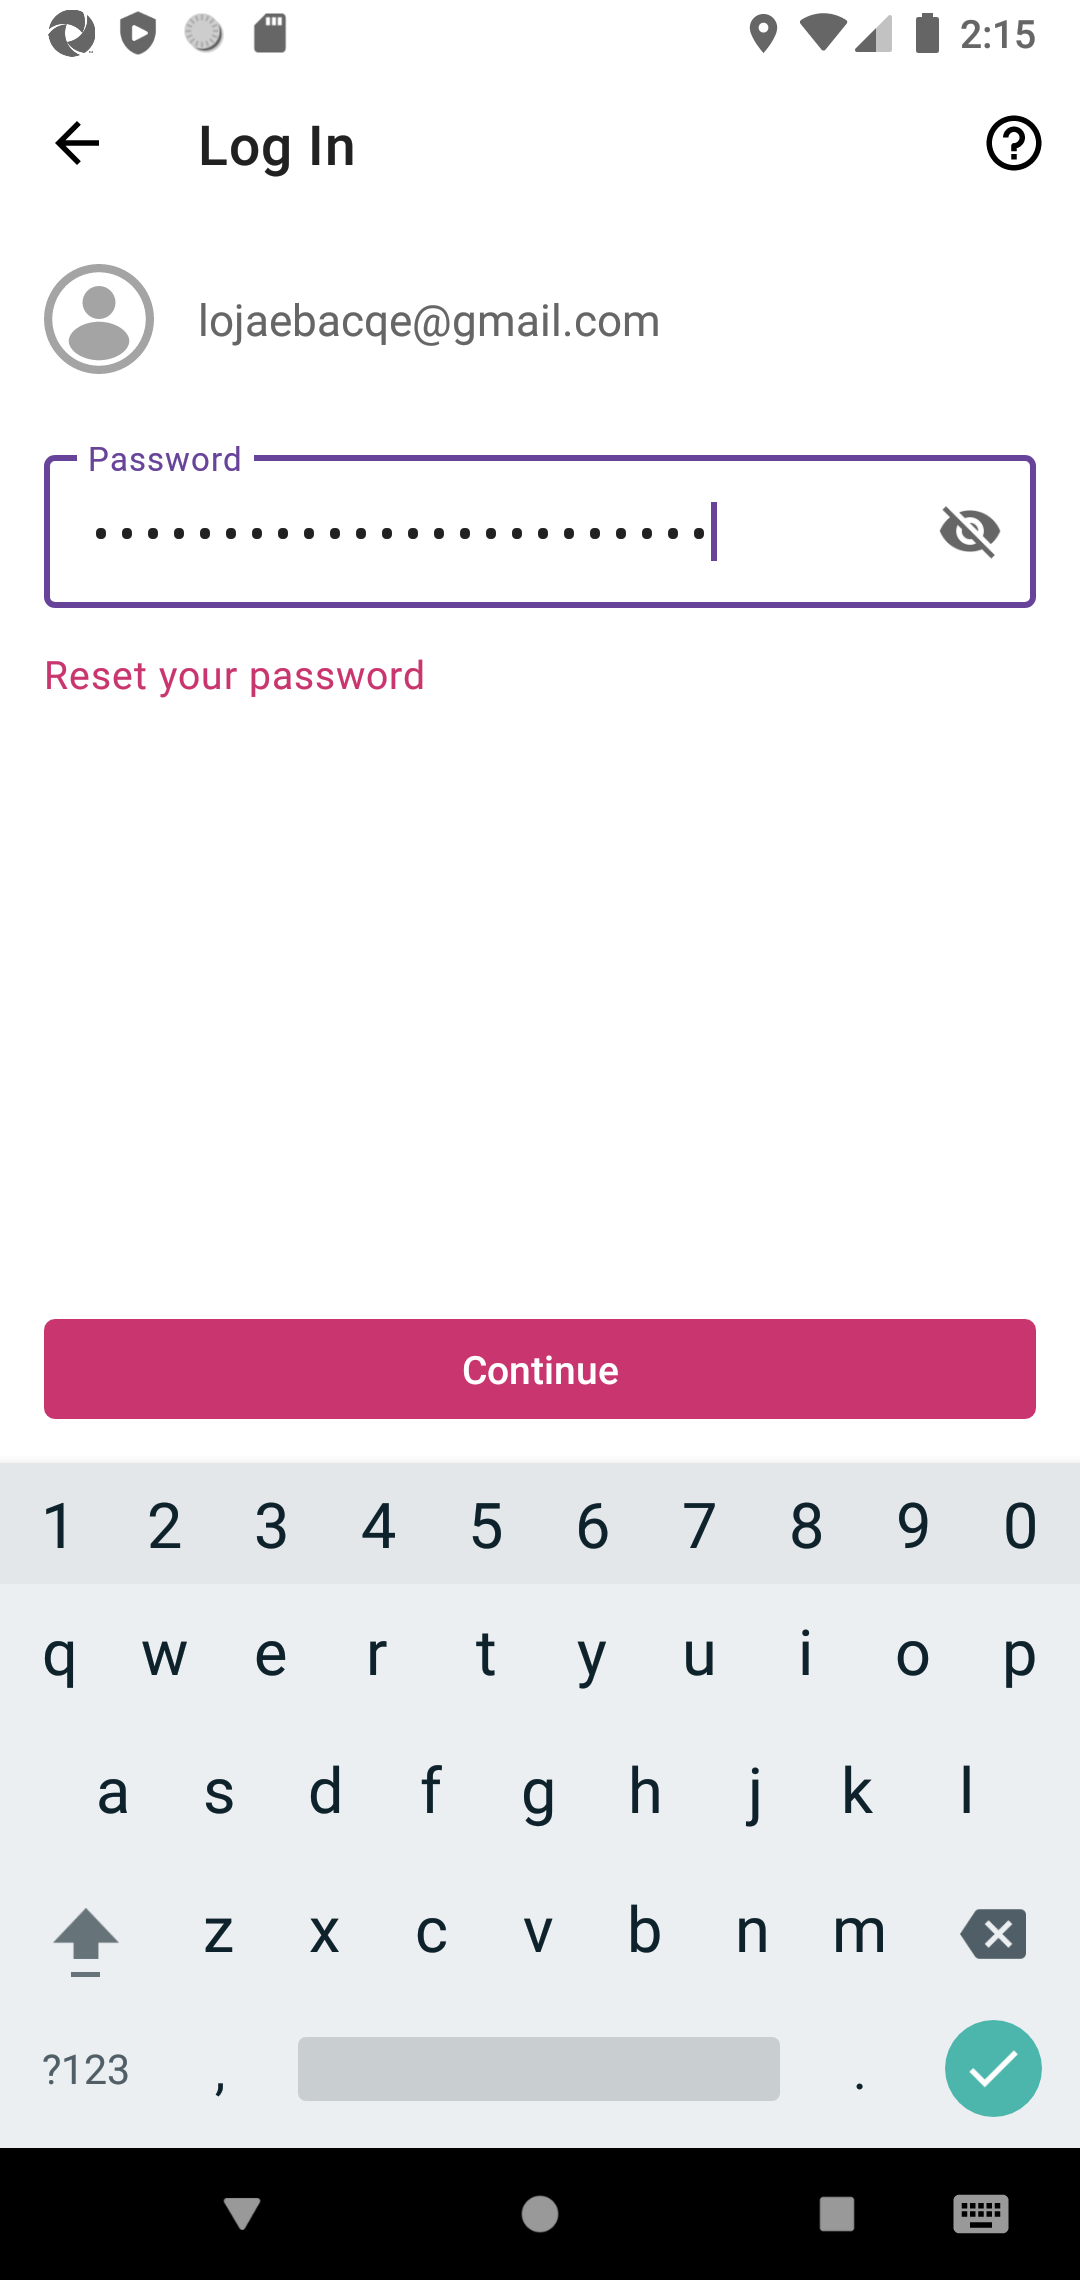 2:15
Log In
lojaebacqe@gmail.com
Password
••••••••••••••••••••••••
Reset your password
Continue
1 2 3 4 5 6 7 8 9 0
q w e r t y u i o p
a s d f g h j k l
z x c v b n m
?123 , .